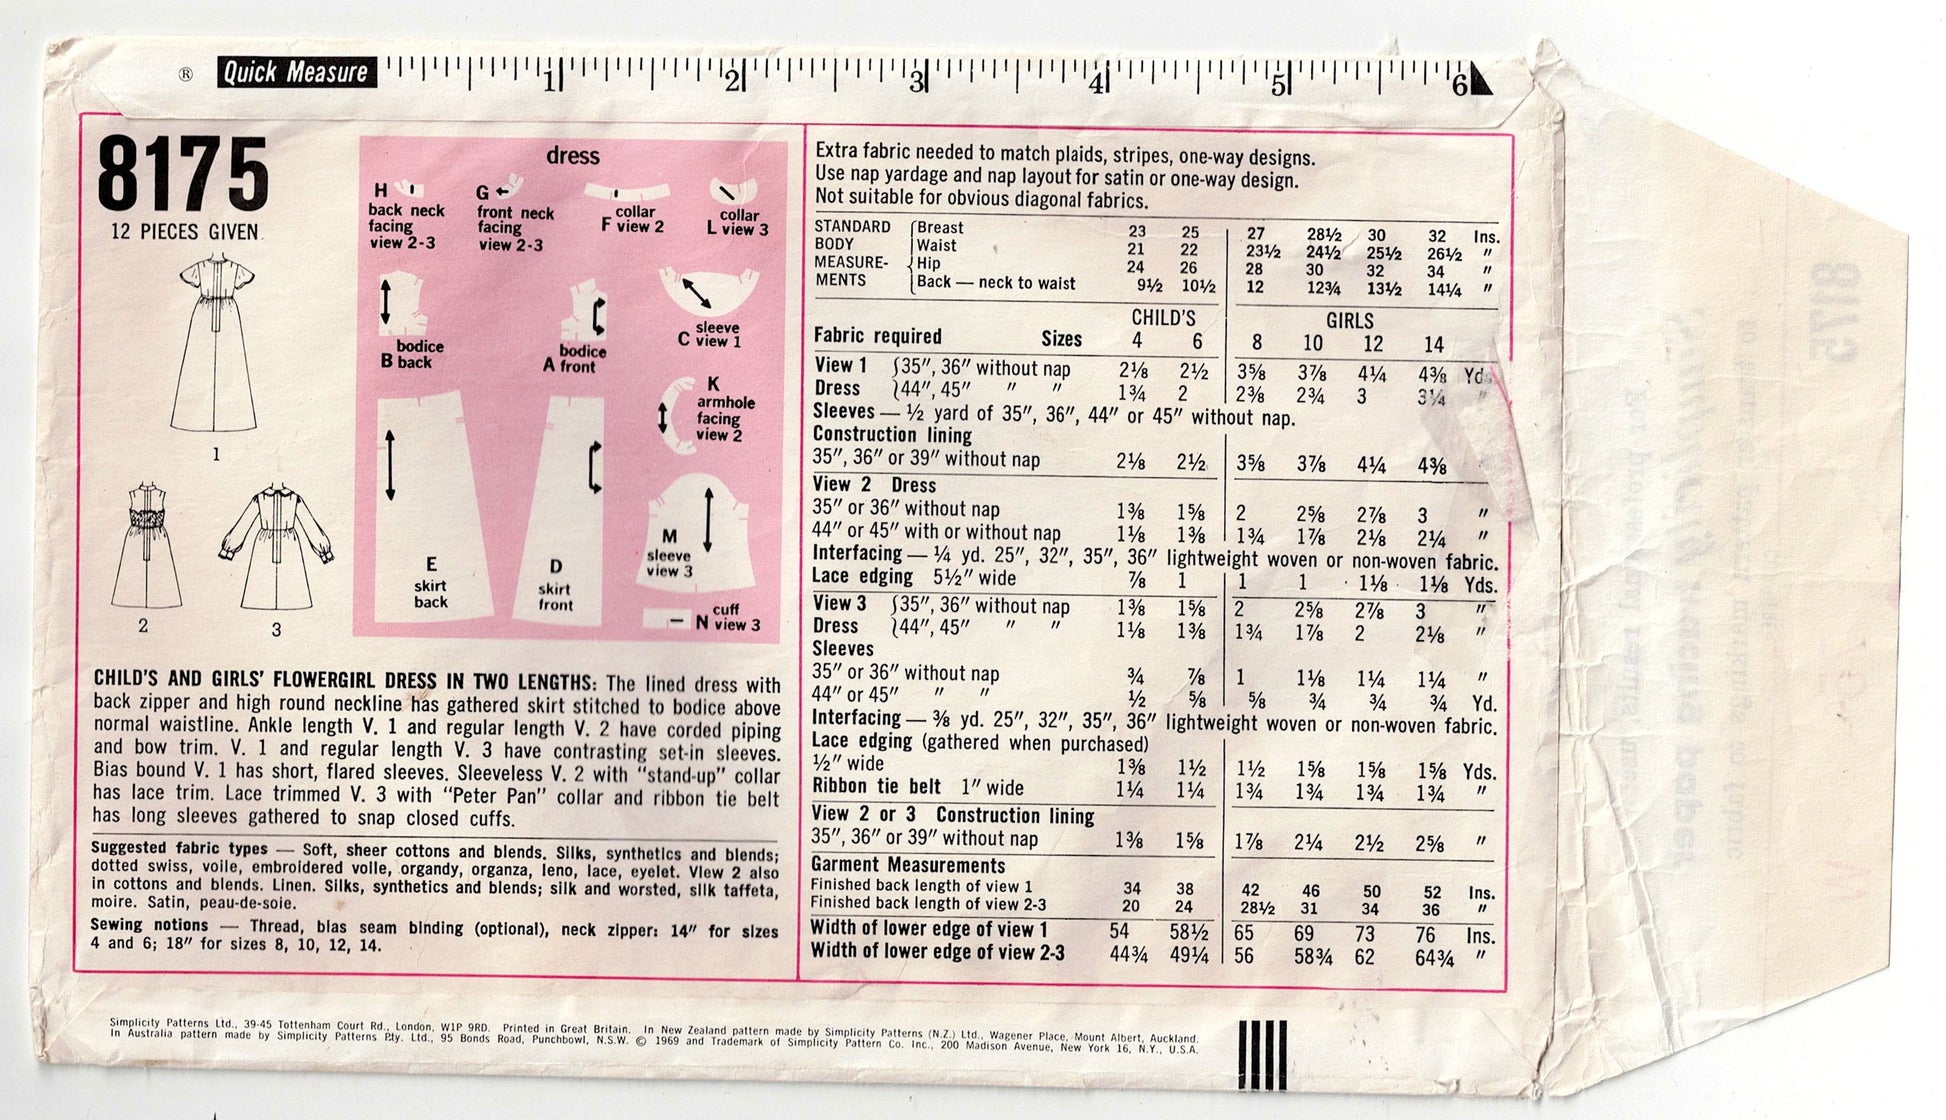 ® Quick Measure 1 2 3 4 5 6
8175
12 PIECES GIVEN
1
2
3
dress
H
back neck
facing
view 2-3
G
front neck
facing
view 2-3
collar
F view 2
collar
L view 3
bodice
B back
bodice
A front
sleeve
C view 1
K
armhole
facing
view 2
E
skirt
back
D
skirt
front
M
sleeve
view 3
cuff
N view 3
CHILD'S AND GIRLS' FLOWERGIRL DRESS IN TWO LENGTHS: The lined dress with
back zipper and high round neckline has gathered skirt stitched to bodice above
normal waistline. Ankle length V. 1 and regular length V. 2 have corded piping
and bow trim. V. 1 and regular length V. 3 have contrasting set-in sleeves.
Bias bound V. 1 has short, flared sleeves. Sleeveless V. 2 with "stand-up" collar
has lace trim. Lace trimmed V. 3 with "Peter Pan" collar and ribbon tie belt
has long sleeves gathered to snap closed cuffs.
Suggested fabric types — Soft, sheer cottons and blends. Silks, synthetics and blends;
dotted swiss, voile, embroidered voile, organdy, organza, leno, lace, eyelet. View 2 also
in cottons and blends. Linen. Silks, synthetics and blends; silk and worsted, silk taffeta,
moire. Satin, peau-de-soie.
Sewing notions — Thread, bias seam binding (optional), neck zipper: 14" for sizes
4 and 6; 18" for sizes 8, 10, 12, 14.
Extra fabric needed to match plaids, stripes, one-way designs.
Use nap yardage and nap layout for satin or one-way design.
Not suitable for obvious diagonal fabrics.
STANDARD Breast 23 25 27 28½ 30 32 Ins.
BODY Waist 21 22 23½ 24½ 25½ 26½ "
MEASURE- Hip 24 26 28 30 32 34 "
MENTS Back — neck to waist 9½ 10½ 12 12¾ 13½ 14¼ "
CHILD'S GIRLS
Fabric required Sizes 4 6 8 10 12 14
View 1 35", 36" without nap 2⅛ 2½ 3⅝ 3⅞ 4¼ 4⅜ Yds.
Dress 44", 45" " " 1¾ 2 2⅜ 2¾ 3 3¼ "
Sleeves — ½ yard of 35", 36", 44" or 45" without nap.
Construction lining
35", 36" or 39" without nap 2⅛ 2½ 3⅝ 3⅞ 4¼ 4⅜
View 2 Dress
35" or 36" without nap 1⅜ 1⅝ 2 2⅝ 2⅞ 3 "
44" or 45" with or without nap 1⅛ 1⅜ 1¾ 1⅞ 2⅛ 2¼ "
Interfacing — ¼ yd. 25", 32", 35", 36" lightweight woven or non-woven fabric.
Lace edging 5½" wide ⅞ 1 1 1 1⅛ 1⅛ Yds.
View 3 35", 36" without nap 1⅜ 1⅝ 2 2⅝ 2⅞ 3 "
Dress 44", 45" " " 1⅛ 1⅜ 1¾ 1⅞ 2 2⅛ "
Sleeves
35" or 36" without nap ¾ ⅞ 1 1⅛ 1¼ 1¼ "
44" or 45" " " ½ ⅝ ⅝ ¾ ¾ ¾ Yd.
Interfacing — ⅜ yd. 25", 32", 35", 36" lightweight woven or non-woven fabric.
Lace edging (gathered when purchased)
½" wide 1⅜ 1½ 1½ 1⅝ 1⅝ 1⅝ Yds.
Ribbon tie belt 1" wide 1¼ 1¼ 1¾ 1¾ 1¾ 1¾ "
View 2 or 3 Construction lining
35", 36" or 39" without nap 1⅜ 1⅝ 1⅞ 2¼ 2½ 2⅝ "
Garment Measurements
Finished back length of view 1 34 38 42 46 50 52 Ins.
Finished back length of view 2-3 20 24 28½ 31 34 36 "
Width of lower edge of view 1 54 58½ 65 69 73 76 Ins.
Width of lower edge of view 2-3 44¾ 49¼ 56 58¾ 62 64¾ "
Simplicity Patterns Ltd., 39-45 Tottenham Court Rd., London, W1P 9RD. Printed in Great Britain. In New Zealand pattern made by Simplicity Patterns (N.Z.) Ltd., Wagener Place, Mount Albert, Auckland.
In Australia pattern made by Simplicity Patterns Pty. Ltd., 95 Bonds Road, Punchbowl, N.S.W. © 1969 and Trademark of Simplicity Pattern Co. Inc., 200 Madison Avenue, New York 16, N.Y., U.S.A.
8175